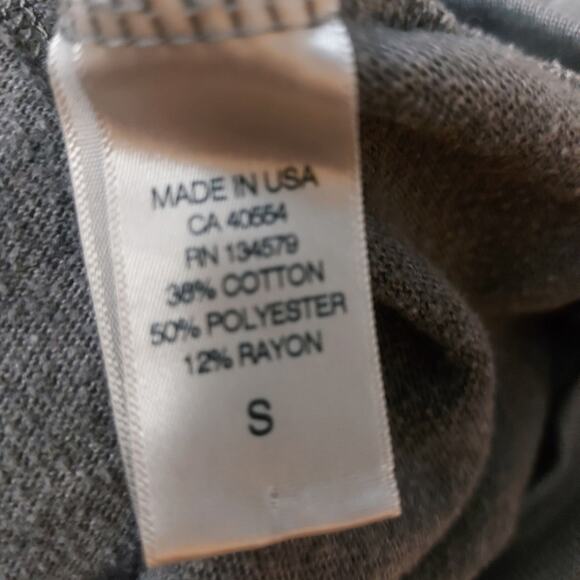 MADE IN USA
CA 40554
RN 134579
38% COTTON
50% POLYESTER
12% RAYON
S